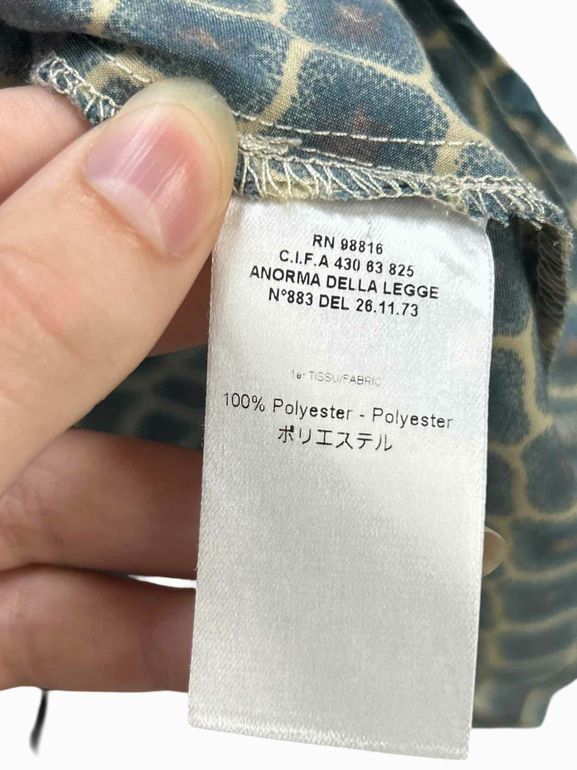 RN 98816
C.I.F.A 430 63 825
ANORMA DELLA LEGGE
N°883 DEL 26.11.73
1er TISSU/FABRIC
100% Polyester - Polyester
ポリエステル